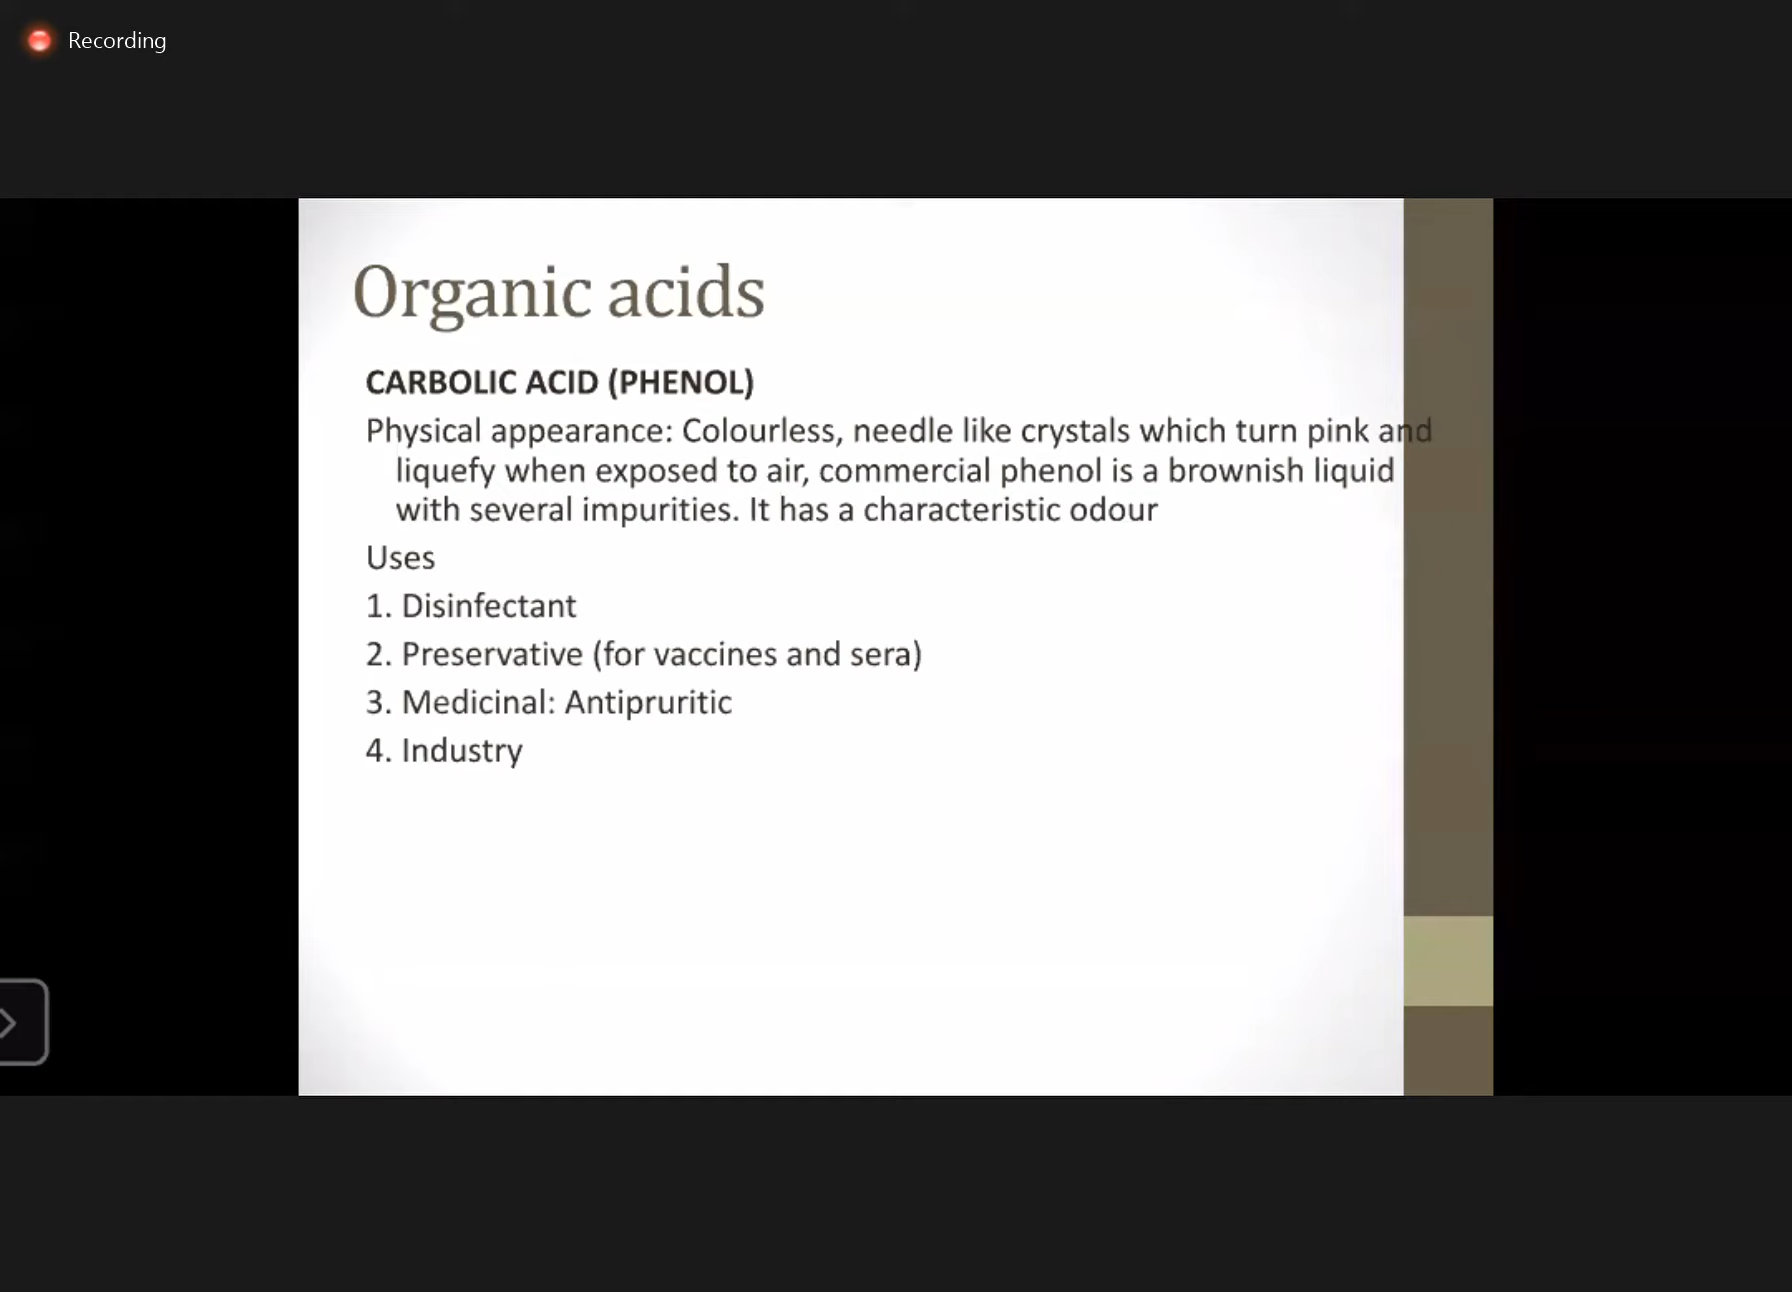 Recording
Organic acids
CARBOLIC ACID (PHENOL)
Physical appearance: Colourless, needle like crystals which turn pink and
liquefy when exposed to air, commercial phenol is a brownish liquid
with several impurities. It has a characteristic odour
Uses
1. Disinfectant
2. Preservative (for vaccines and sera)
3. Medicinal: Antipruritic
4. Industry